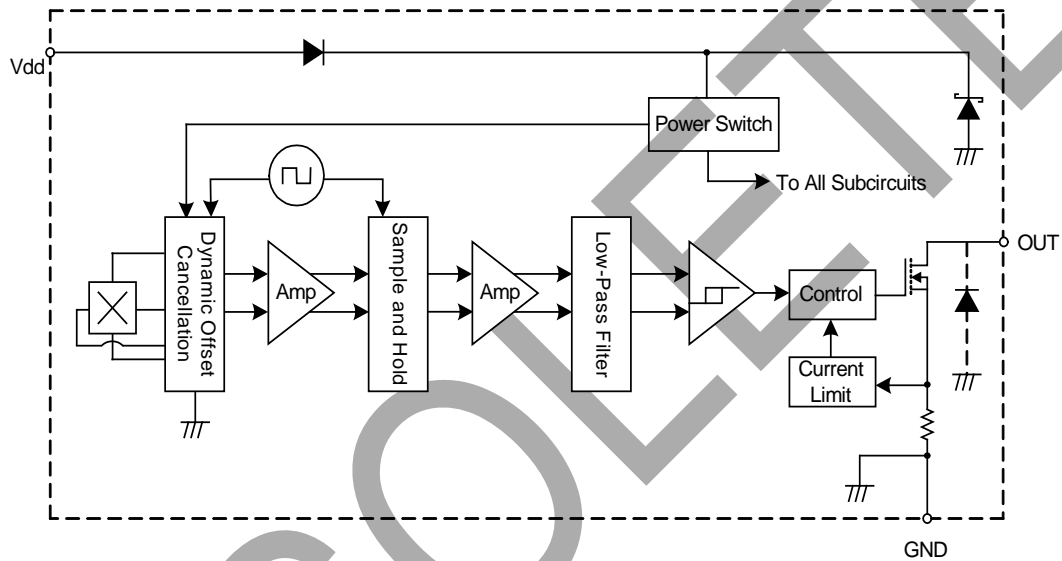 Vdd
Power Switch
To All Subcircuits
Dynamic Offset
Cancellation
Amp
Sample and Hold
Amp
Low-Pass Filter
Control
Current
Limit
OUT
GND